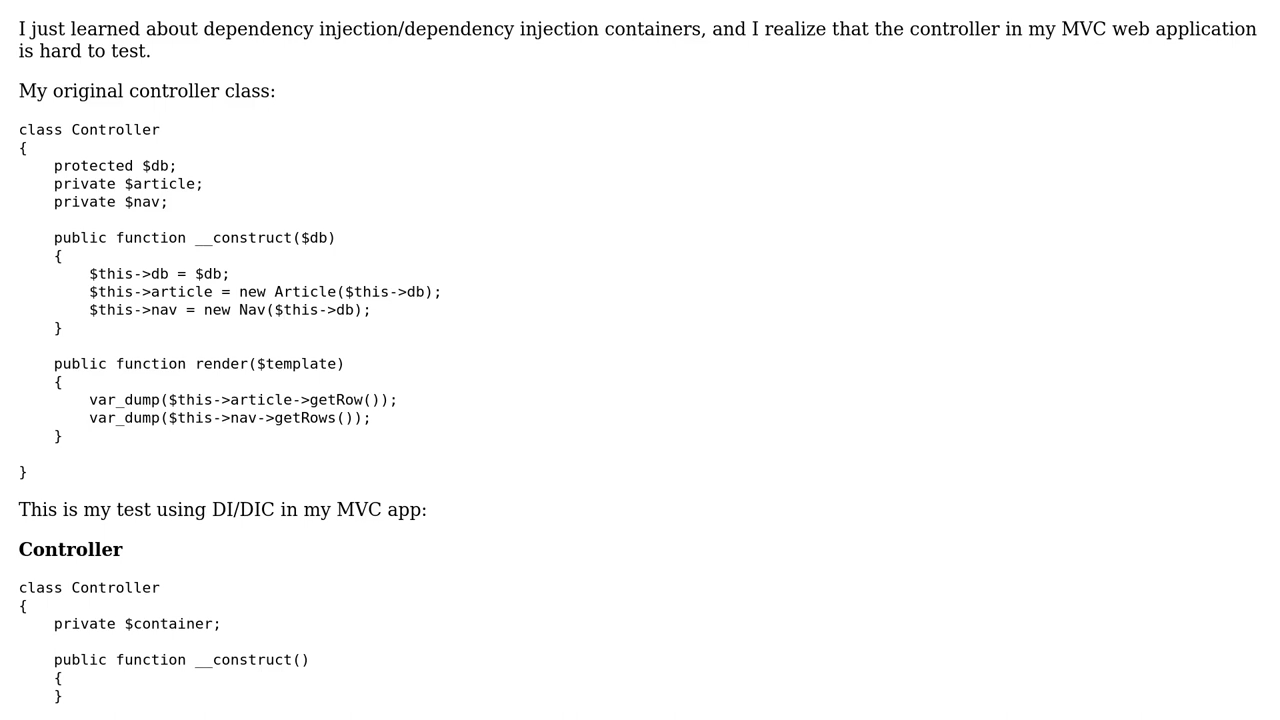 I just learned about dependency injection/dependency injection containers, and I realize that the controller in my MVC web application
is hard to test.
My original controller class:
class Controller
{
    protected $db;
    private $article;
    private $nav;

    public function __construct($db)
    {
        $this->db = $db;
        $this->article = new Article($this->db);
        $this->nav = new Nav($this->db);
    }

    public function render($template)
    {
        var_dump($this->article->getRow());
        var_dump($this->nav->getRows());
    }

}
This is my test using DI/DIC in my MVC app:
Controller
class Controller
{
    private $container;

    public function __construct()
    {
    }